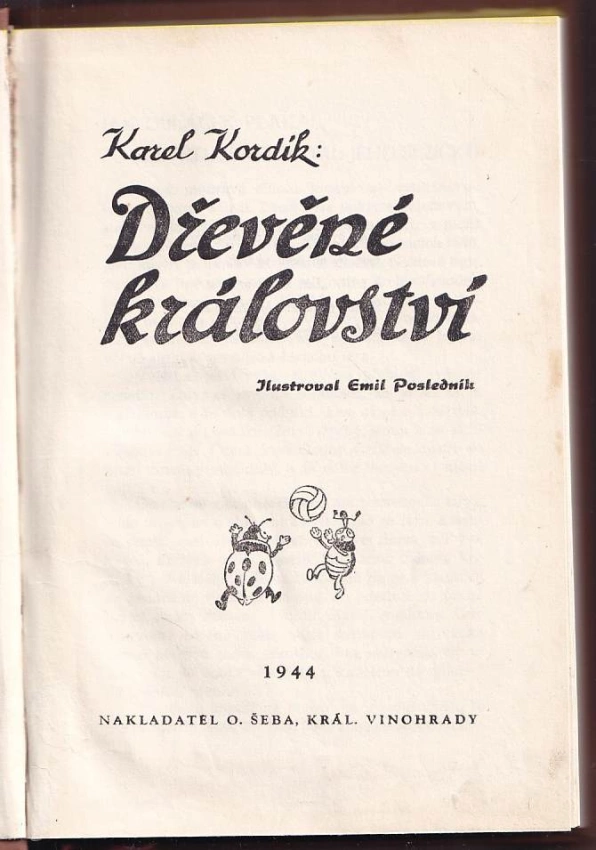 Karel Kordík:
Dřevěné
království
Ilustroval Emil Posledník
1944
NAKLADATEL O. ŠEBA, KRÁL. VINOHRADY